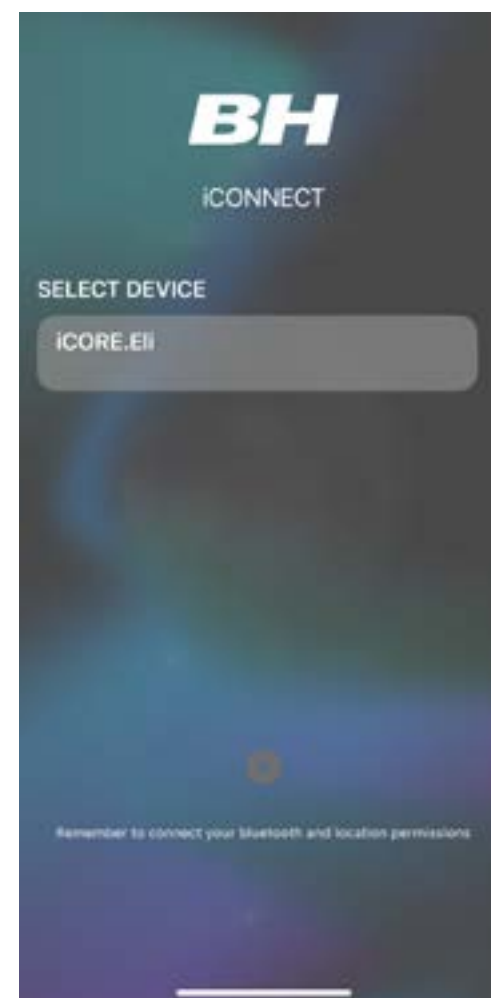 BH
iCONNECT
SELECT DEVICE
iCORE.Eli
Remember to connect your bluetooth and location permissions